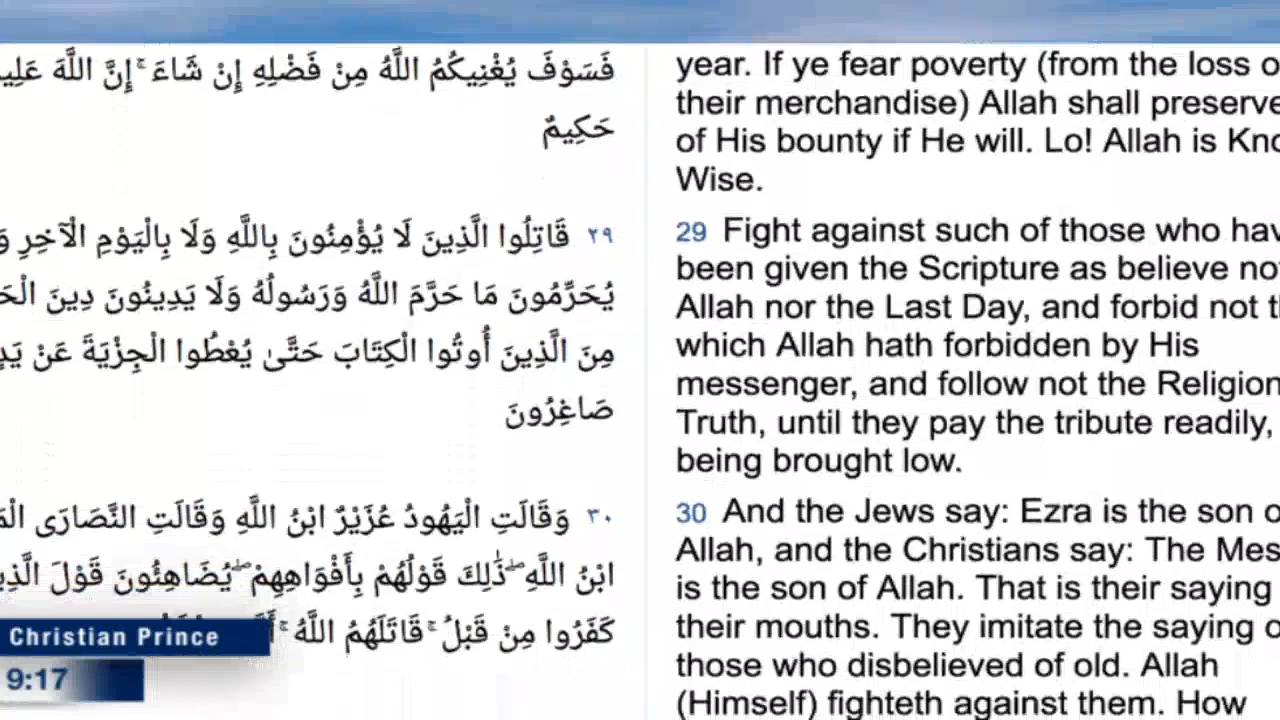 فَسَوْفَ يُغْنِيكُمُ اللَّهُ مِنْ فَضْلِهِ إِنْ شَاءَ ۚ إِنَّ اللَّهَ
حَكِيمٌ
٢٩ قَاتِلُوا الَّذِينَ لَا يُؤْمِنُونَ بِاللَّهِ وَلَا بِالْيَوْمِ الْآخِرِ
يُحَرِّمُونَ مَا حَرَّمَ اللَّهُ وَرَسُولُهُ وَلَا يَدِينُونَ دِينَ
مِنَ الَّذِينَ أُوتُوا الْكِتَابَ حَتَّىٰ يُعْطُوا الْجِزْيَةَ عَنْ
صَاغِرُونَ
٣٠ وَقَالَتِ الْيَهُودُ عُزَيْرٌ ابْنُ اللَّهِ وَقَالَتِ النَّصَارَى
ابْنُ اللَّهِ ۖ ذَٰلِكَ قَوْلُهُمْ بِأَفْوَاهِهِمْ ۖ يُضَاهِئُونَ قَوْلَ
كَفَرُوا مِنْ قَبْلُ ۚ قَاتَلَهُمُ اللَّهُ ۚ
year. If ye fear poverty (from the loss
their merchandise) Allah shall preserve
of His bounty if He will. Lo! Allah is
Wise.
29 Fight against such of those who
been given the Scripture as believe
Allah nor the Last Day, and forbid not
which Allah hath forbidden by His
messenger, and follow not the Religion
Truth, until they pay the tribute readily,
being brought low.
30 And the Jews say: Ezra is the son
Allah, and the Christians say: The
is the son of Allah. That is their saying
their mouths. They imitate the saying
those who disbelieved of old. Allah
(Himself) fighteth against them. How
Christian Prince
9:17